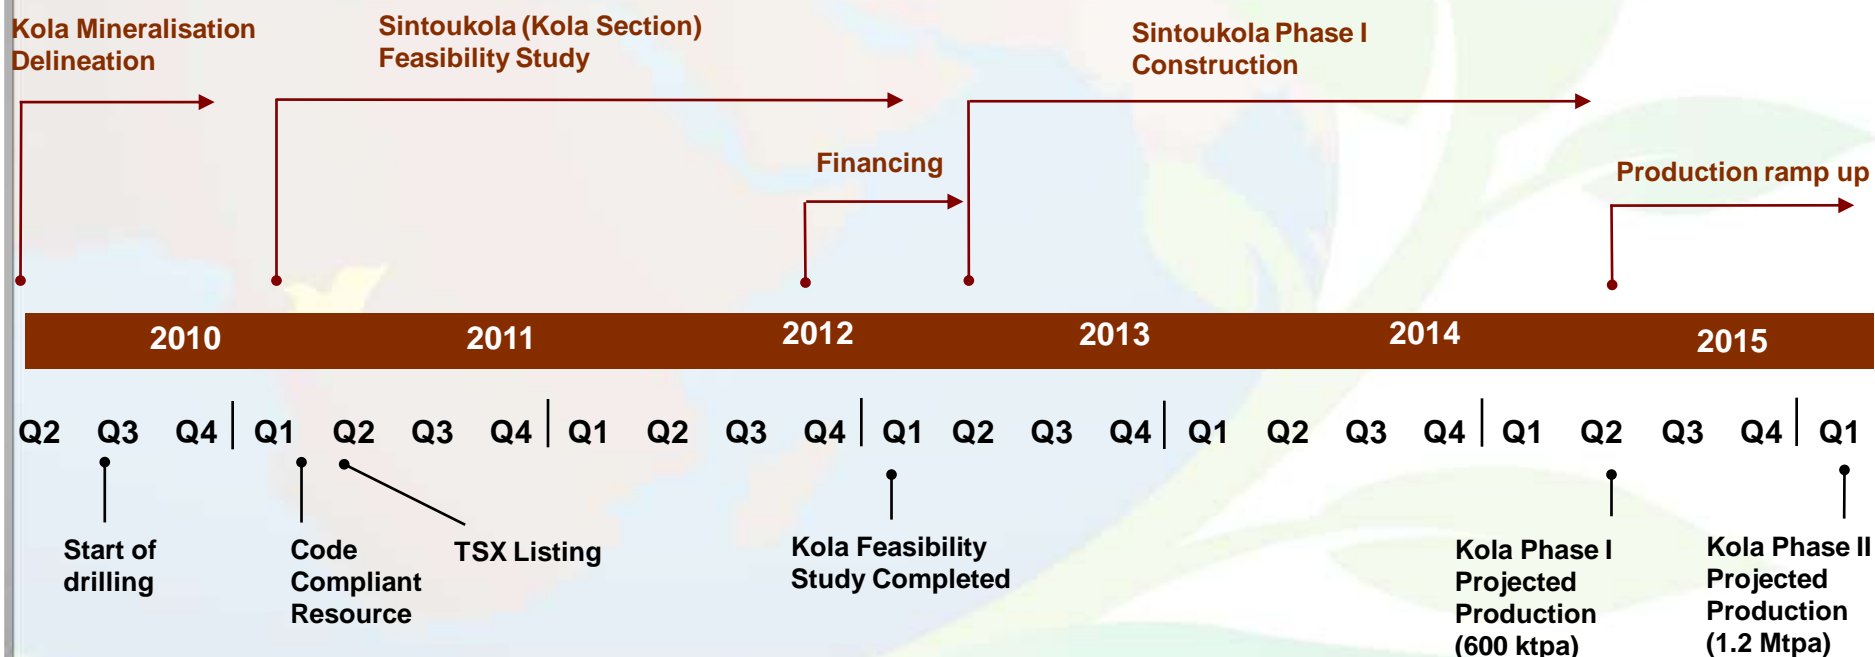 Kola Mineralisation
Delineation
Sintoukola (Kola Section)
Feasibility Study
Sintoukola Phase I
Construction
Financing
Production ramp up
2010 2011 2012 2013 2014 2015
Q2 Q3 Q4 Q1 Q2 Q3 Q4 Q1 Q2 Q3 Q4 Q1 Q2 Q3 Q4 Q1 Q2 Q3 Q4 Q1 Q2 Q3 Q4 Q1
Start of
drilling
Code
Compliant
Resource
TSX Listing
Kola Feasibility
Study Completed
Kola Phase I
Projected
Production
(600 ktpa)
Kola Phase II
Projected
Production
(1.2 Mtpa)